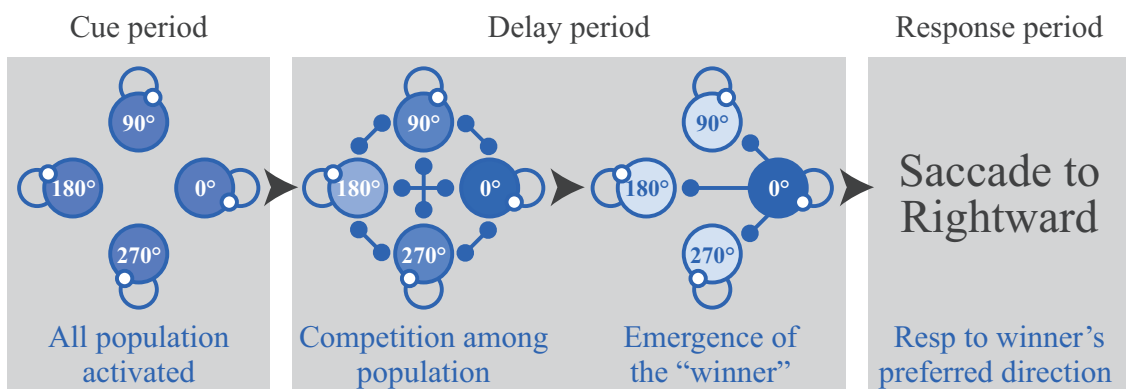 Cue period
Delay period
Response period
90°
180°
0°
270°
All population
activated
90°
180°
0°
270°
Competition among
population
90°
180°
0°
270°
Emergence of
the “winner”
Saccade to
Rightward
Resp to winner’s
preferred direction